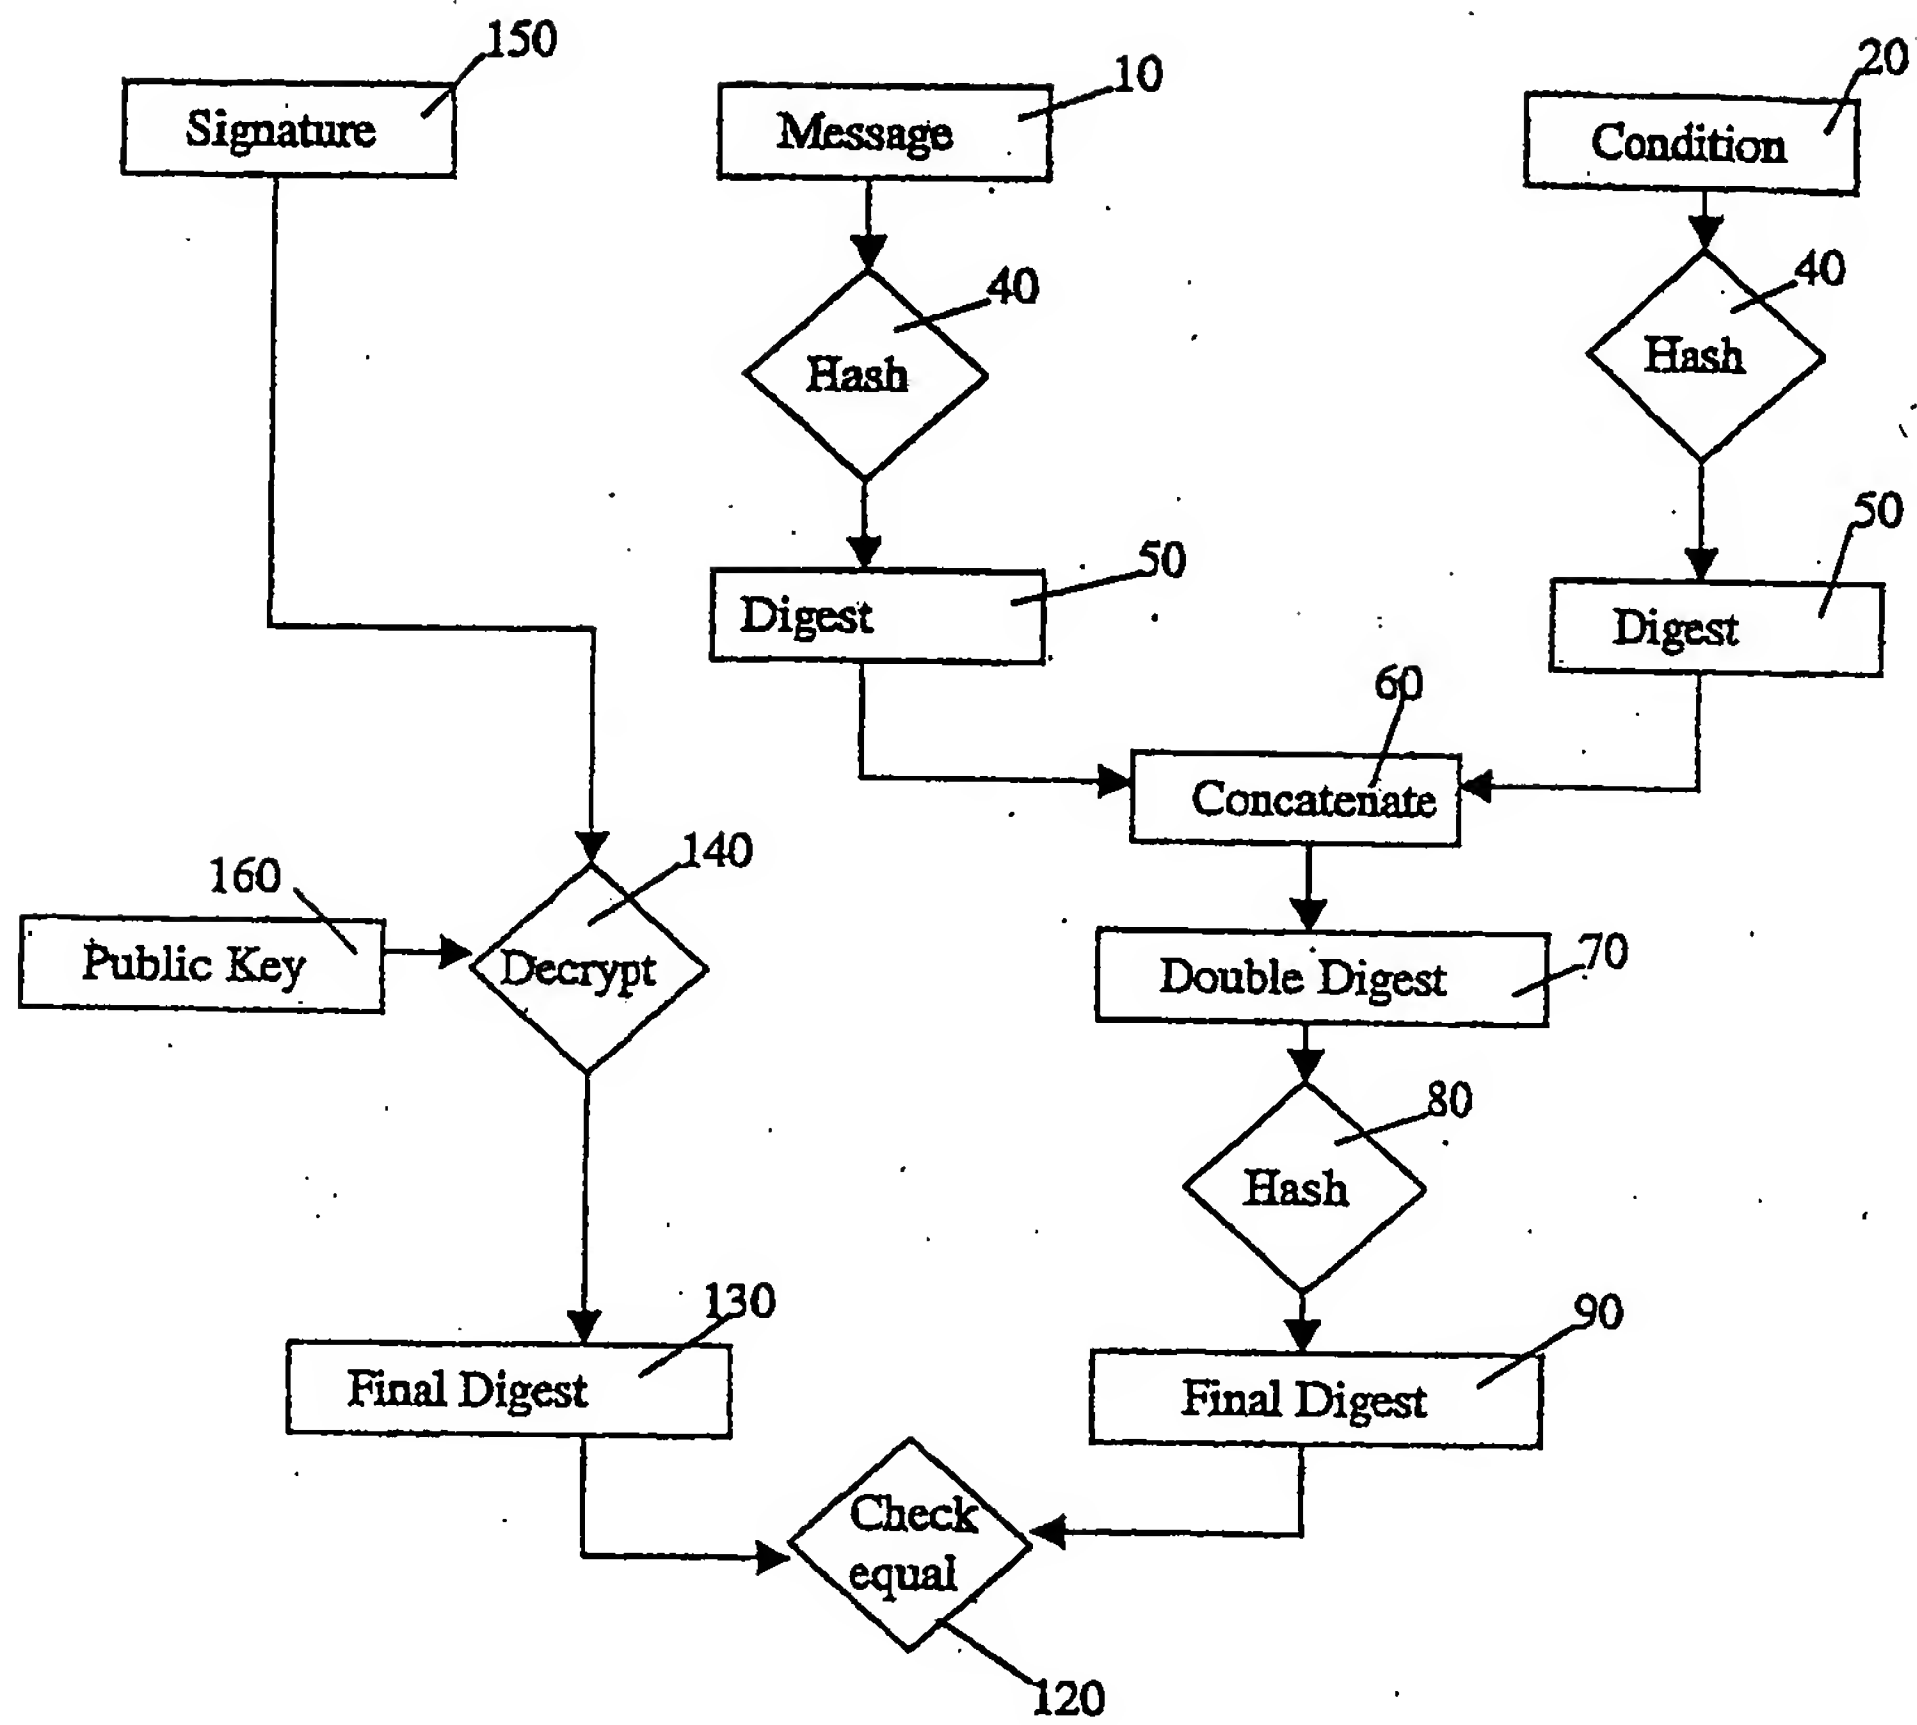 150
10
20
Signature
Message
Condition
40
40
Hash
Hash
50
50
Digest
Digest
60
Concatenate
160
140
Public Key
Decrypt
70
Double Digest
80
Hash
130
90
Final Digest
Final Digest
Check
equal
120